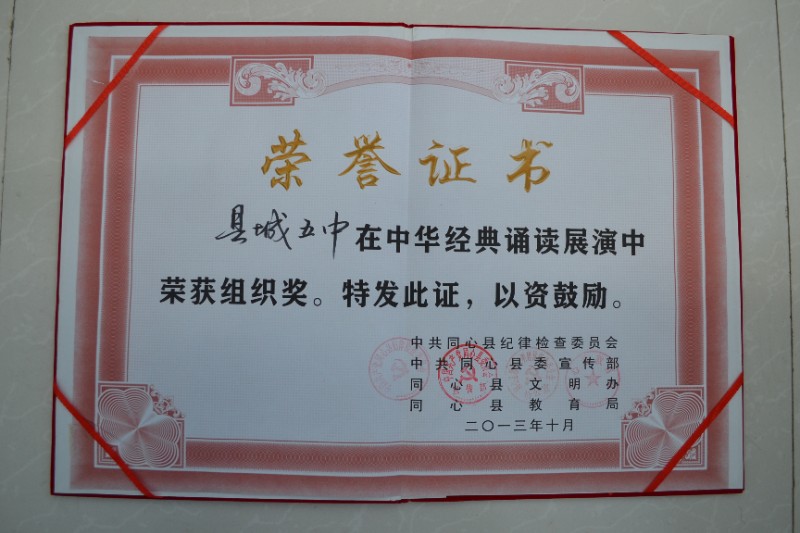 荣誉证书
县城五中在中华经典诵读展演中
荣获组织奖。特发此证，以资鼓励。
中共同心县纪律检查委员会
中共同心县委宣传部
同心县文明办
同心县教育局
二〇一三年十月